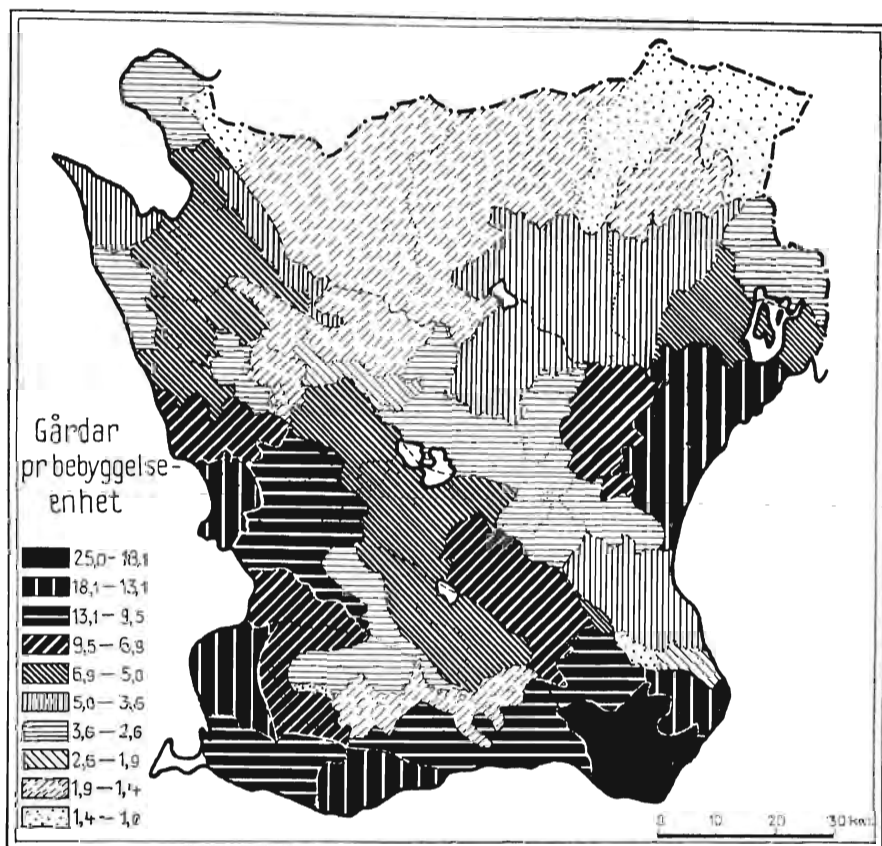 Gårdar
pr bebyggelse-
enhet
25,0–18,1
18,1–13,1
13,1–9,5
9,5–6,9
6,9–5,0
5,0–3,6
3,6–2,6
2,6–1,9
1,9–1,4
1,4–1,0
0 10 20 30 km.